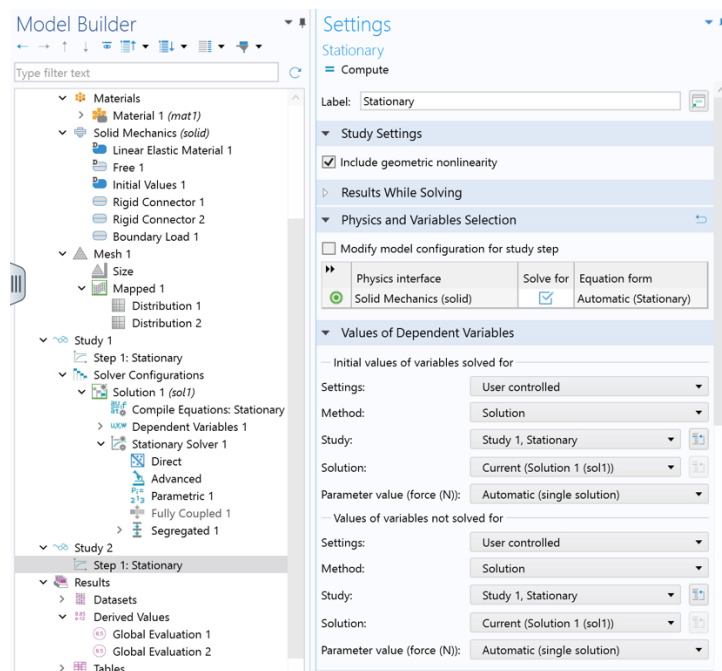 Model Builder
Type filter text
Materials
Material 1 (mat1)
Solid Mechanics (solid)
Linear Elastic Material 1
Free 1
Initial Values 1
Rigid Connector 1
Rigid Connector 2
Boundary Load 1
Mesh 1
Size
Mapped 1
Distribution 1
Distribution 2
Study 1
Step 1: Stationary
Solver Configurations
Solution 1 (sol1)
Compile Equations: Stationary
Dependent Variables 1
Stationary Solver 1
Direct
Advanced
Parametric 1
Fully Coupled 1
Segregated 1
Study 2
Step 1: Stationary
Results
Datasets
Derived Values
Global Evaluation 1
Global Evaluation 2
Tables
Settings
Stationary
= Compute
Label: Stationary
Study Settings
Include geometric nonlinearity
Results While Solving
Physics and Variables Selection
Modify model configuration for study step
Physics interface Solve for Equation form
Solid Mechanics (solid) Automatic (Stationary)
Values of Dependent Variables
Initial values of variables solved for
Settings: User controlled
Method: Solution
Study: Study 1, Stationary
Solution: Current (Solution 1 (sol1))
Parameter value (force (N)): Automatic (single solution)
Values of variables not solved for
Settings: User controlled
Method: Solution
Study: Study 1, Stationary
Solution: Current (Solution 1 (sol1))
Parameter value (force (N)): Automatic (single solution)